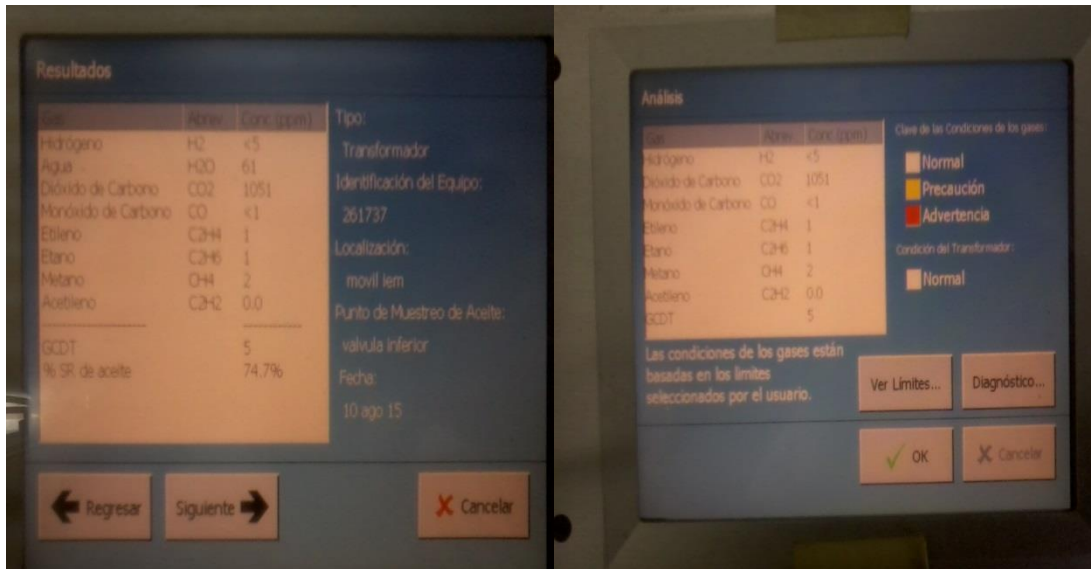 Resultados
Gas Abrev. Conc (ppm)
Hidrógeno H2 <5
Agua H2O 61
Dióxido de Carbono CO2 1051
Monóxido de Carbono CO <1
Etileno C2H4 1
Etano C2H6 1
Metano CH4 2
Acetileno C2H2 0.0
GCDT 5
% SR de aceite 74.7%
Tipo:
Transformador
Identificación del Equipo:
261737
Localización:
movil lem
Punto de Muestreo de Aceite:
valvula inferior
Fecha:
10 ago 15
Regresar
Siguiente
Cancelar
Análisis
Gas Abrev. Conc (ppm)
Hidrógeno H2 <5
Dióxido de Carbono CO2 1051
Monóxido de Carbono CO <1
Etileno C2H4 1
Etano C2H6 1
Metano CH4 2
Acetileno C2H2 0.0
GCDT 5
Clave de las Condiciones de los gases:
Normal
Precaución
Advertencia
Condición del Transformador:
Normal
Las condiciones de los gases están
basadas en los límites
seleccionados por el usuario.
Ver Límites...
Diagnóstico...
OK
Cancelar